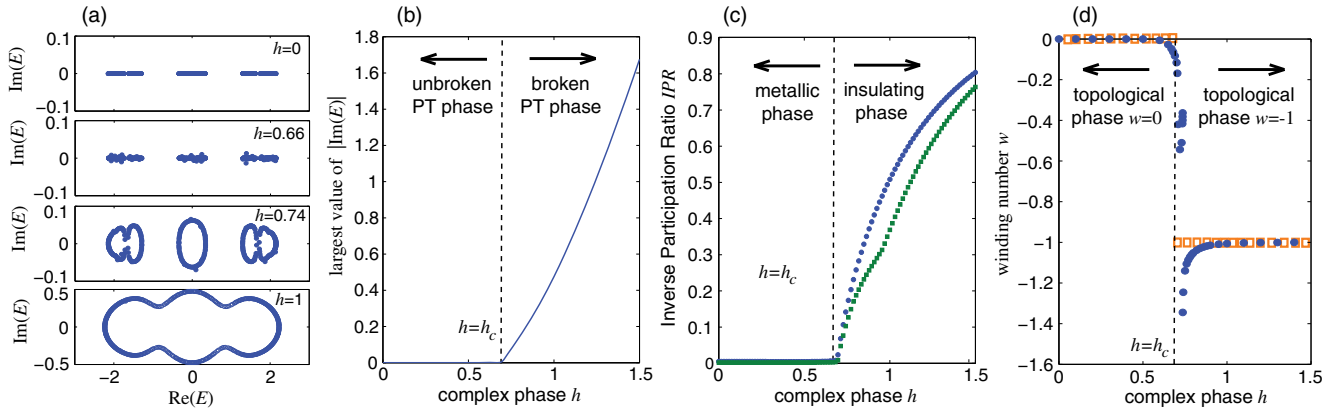 (a)
h=0
h=0.66
h=0.74
h=1
0.1
0
-0.1
0.1
0
-0.1
0.1
0
-0.1
0.5
0
-0.5
Im(E)
Im(E)
Im(E)
Im(E)
−2
0
2
Re(E)
(b)
unbroken
PT phase
broken
PT phase
h=h_c
largest value of |Im(E)|
1.8
1.6
1.4
1.2
1
0.8
0.6
0.4
0.2
0
0
0.5
1
1.5
complex phase h
(c)
metallic
phase
insulating
phase
h=h_c
Inverse Participation Ratio IPR
0.9
0.8
0.7
0.6
0.5
0.4
0.3
0.2
0.1
0
0
0.5
1
1.5
complex phase h
(d)
topological
phase w=0
topological
phase w=-1
h=h_c
winding number w
0
−0.2
−0.4
−0.6
−0.8
−1
−1.2
−1.4
−1.6
0
0.5
1
1.5
complex phase h